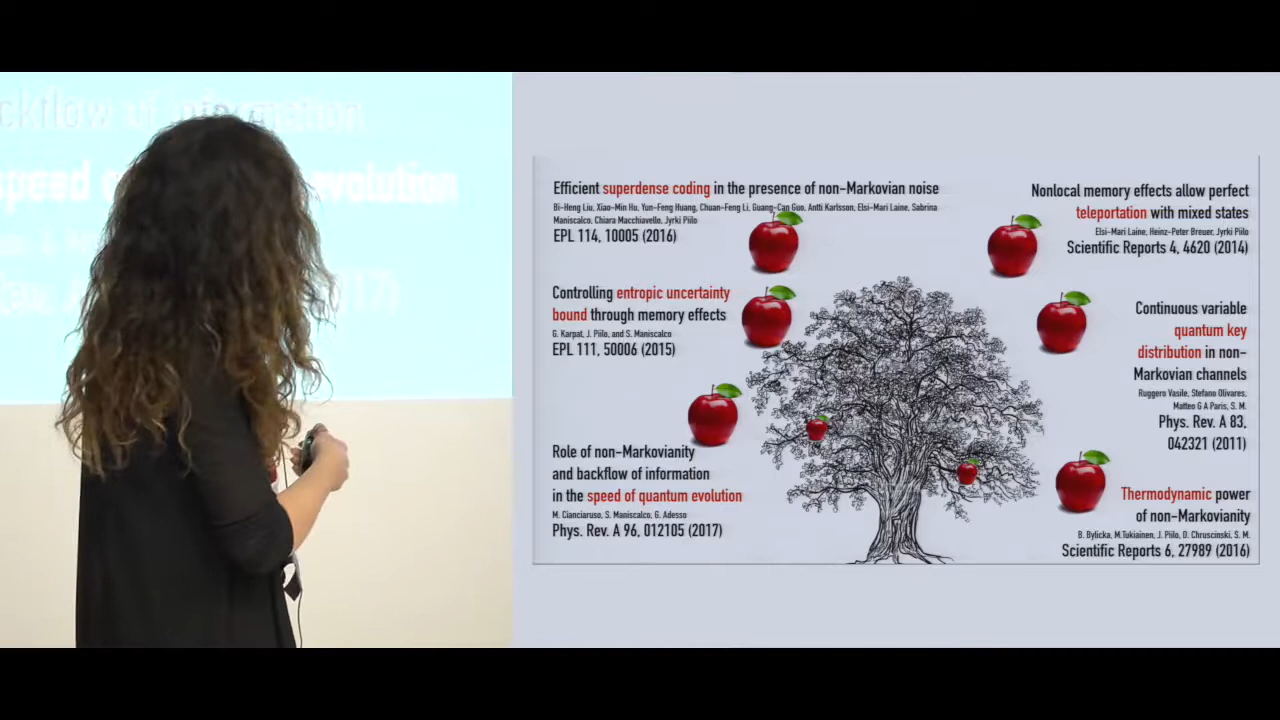 ckflow of information
speed o evolution
17)
Efficient superdense coding in the presence of non-Markovian noise
Bi-Heng Liu, Xiao-Min Hu, Yun-Feng Huang, Chuan-Feng Li, Guang-Can Guo, Antti Karlsson, Elsi-Mari Laine, Sabrina
Maniscalco, Chiara Macchiavello, Jyrki Piilo
EPL 114, 10005 (2016)
Controlling entropic uncertainty
bound through memory effects
G. Karpat, J. Piilo, and S. Maniscalco
EPL 111, 50006 (2015)
Role of non-Markovianity
and backflow of information
in the speed of quantum evolution
M. Cianciaruso, S. Maniscalco, G. Adesso
Phys. Rev. A 96, 012105 (2017)
Nonlocal memory effects allow perfect
teleportation with mixed states
Elsi-Mari Laine, Heinz-Peter Breuer, Jyrki Piilo
Scientific Reports 4, 4620 (2014)
Continuous variable
quantum key
distribution in non-
Markovian channels
Ruggero Vasile, Stefano Olivares,
Matteo G A Paris, S. M.
Phys. Rev. A 83,
042321 (2011)
Thermodynamic power
of non-Markovianity
B. Bylicka, M.Tukiainen, J. Piilo, D. Chruscinski, S. M.
Scientific Reports 6, 27989 (2016)